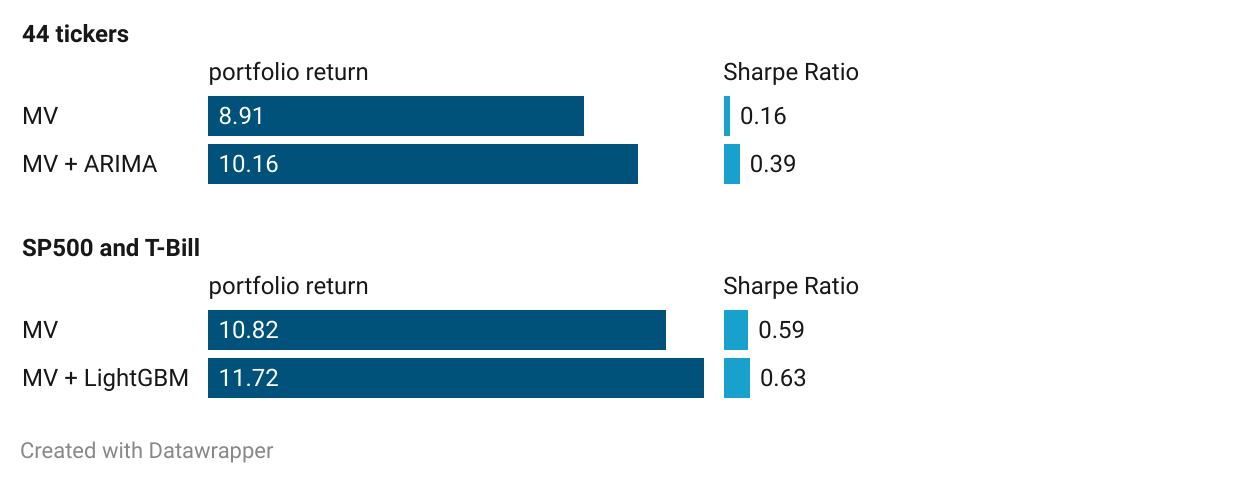 44 tickers
portfolio return Sharpe Ratio
MV 8.91 0.16
MV + ARIMA 10.16 0.39
SP500 and T-Bill
portfolio return Sharpe Ratio
MV 10.82 0.59
MV + LightGBM 11.72 0.63
Created with Datawrapper